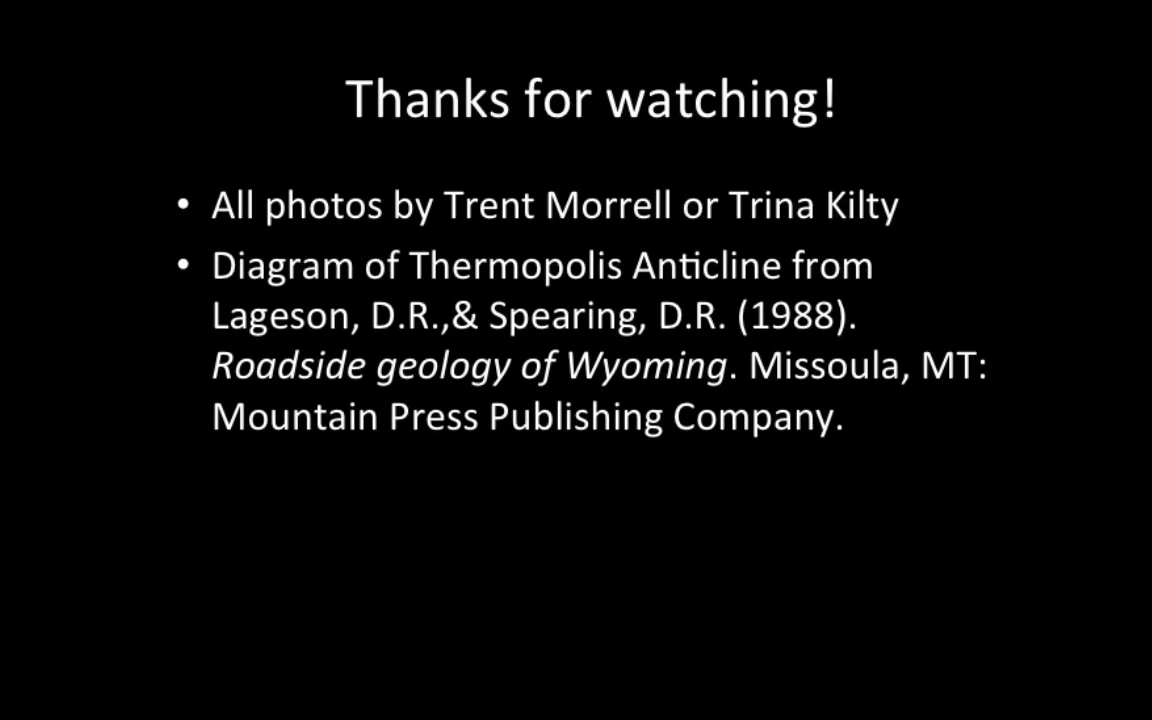 Thanks for watching!
• All photos by Trent Morrell or Trina Kilty
• Diagram of Thermopolis Anticline from
Lageson, D.R.,& Spearing, D.R. (1988).
Roadside geology of Wyoming. Missoula, MT:
Mountain Press Publishing Company.